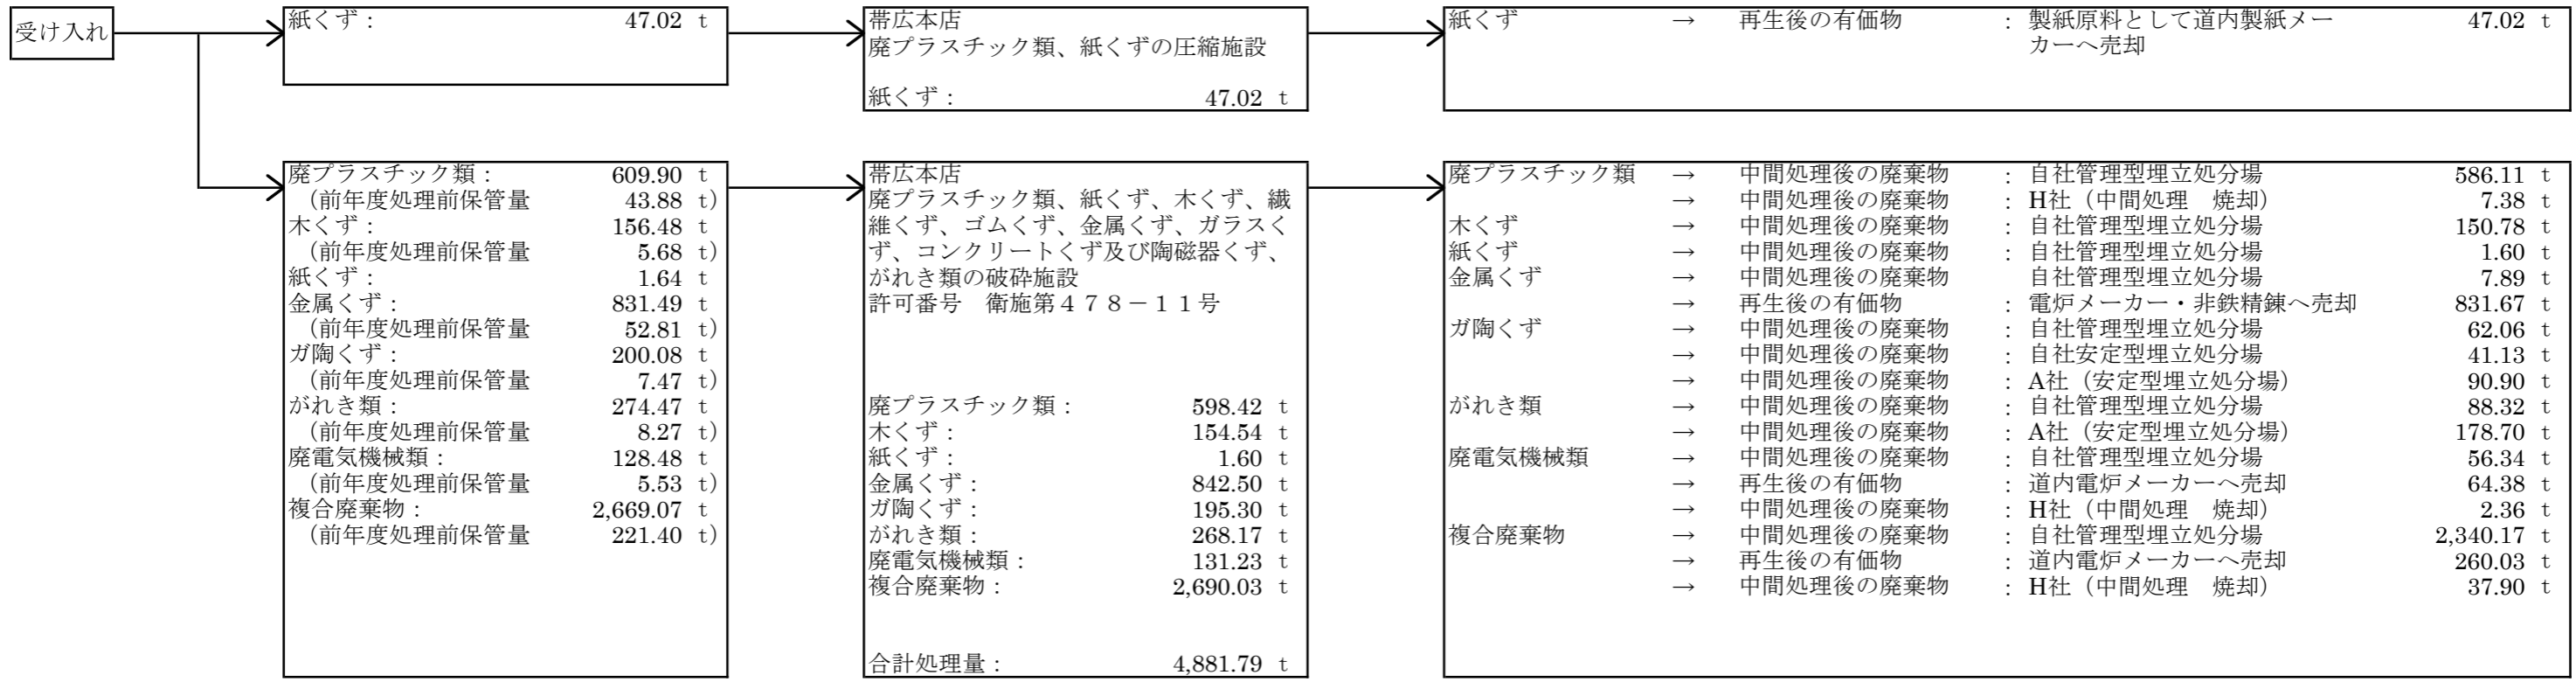 受け入れ
紙くず： 47.02 t
帯広本店
廃プラスチック類、紙くずの圧縮施設
紙くず： 47.02 t
紙くず → 再生後の有価物 ： 製紙原料として道内製紙メー 47.02 t
カーへ売却
廃プラスチック類： 609.90 t
（前年度処理前保管量 43.88 t）
木くず： 156.48 t
（前年度処理前保管量 5.68 t）
紙くず： 1.64 t
金属くず： 831.49 t
（前年度処理前保管量 52.81 t）
ガ陶くず： 200.08 t
（前年度処理前保管量 7.47 t）
がれき類： 274.47 t
（前年度処理前保管量 8.27 t）
廃電気機械類： 128.48 t
（前年度処理前保管量 5.53 t）
複合廃棄物： 2,669.07 t
（前年度処理前保管量 221.40 t）
帯広本店
廃プラスチック類、紙くず、木くず、繊
維くず、ゴムくず、金属くず、ガラスく
ず、コンクリートくず及び陶磁器くず、
がれき類の破砕施設
許可番号　衛施第４７８－１１号
廃プラスチック類： 598.42 t
木くず： 154.54 t
紙くず： 1.60 t
金属くず： 842.50 t
ガ陶くず： 195.30 t
がれき類： 268.17 t
廃電気機械類： 131.23 t
複合廃棄物： 2,690.03 t
合計処理量： 4,881.79 t
廃プラスチック類 → 中間処理後の廃棄物 ： 自社管理型埋立処分場 586.11 t
→ 中間処理後の廃棄物 ： H社（中間処理　焼却） 7.38 t
木くず → 中間処理後の廃棄物 ： 自社管理型埋立処分場 150.78 t
紙くず → 中間処理後の廃棄物 ： 自社管理型埋立処分場 1.60 t
金属くず → 中間処理後の廃棄物 ： 自社管理型埋立処分場 7.89 t
→ 再生後の有価物 ： 電炉メーカー・非鉄精錬へ売却 831.67 t
ガ陶くず → 中間処理後の廃棄物 ： 自社管理型埋立処分場 62.06 t
→ 中間処理後の廃棄物 ： 自社安定型埋立処分場 41.13 t
→ 中間処理後の廃棄物 ： A社（安定型埋立処分場） 90.90 t
がれき類 → 中間処理後の廃棄物 ： 自社管理型埋立処分場 88.32 t
→ 中間処理後の廃棄物 ： A社（安定型埋立処分場） 178.70 t
廃電気機械類 → 中間処理後の廃棄物 ： 自社管理型埋立処分場 56.34 t
→ 再生後の有価物 ： 道内電炉メーカーへ売却 64.38 t
→ 中間処理後の廃棄物 ： H社（中間処理　焼却） 2.36 t
複合廃棄物 → 中間処理後の廃棄物 ： 自社管理型埋立処分場 2,340.17 t
→ 再生後の有価物 ： 道内電炉メーカーへ売却 260.03 t
→ 中間処理後の廃棄物 ： H社（中間処理　焼却） 37.90 t